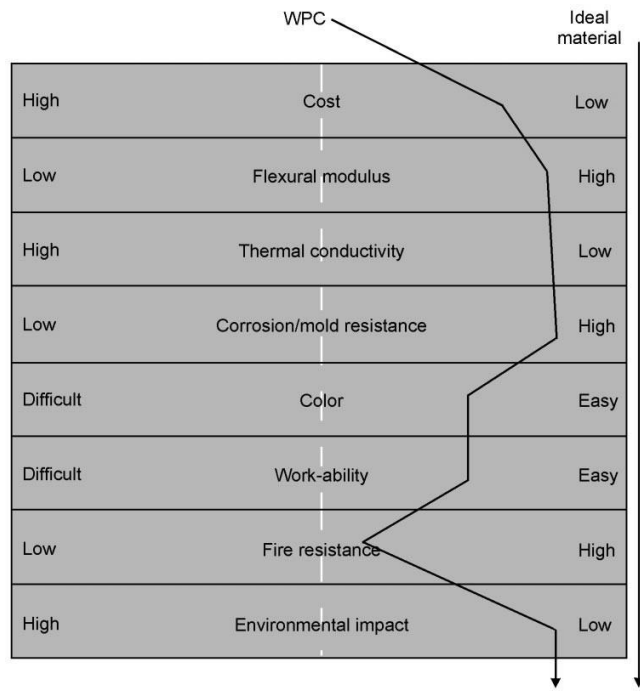 WPC
Ideal
material
High Cost Low
Low Flexural modulus High
High Thermal conductivity Low
Low Corrosion/mold resistance High
Difficult Color Easy
Difficult Work-ability Easy
Low Fire resistance High
High Environmental impact Low